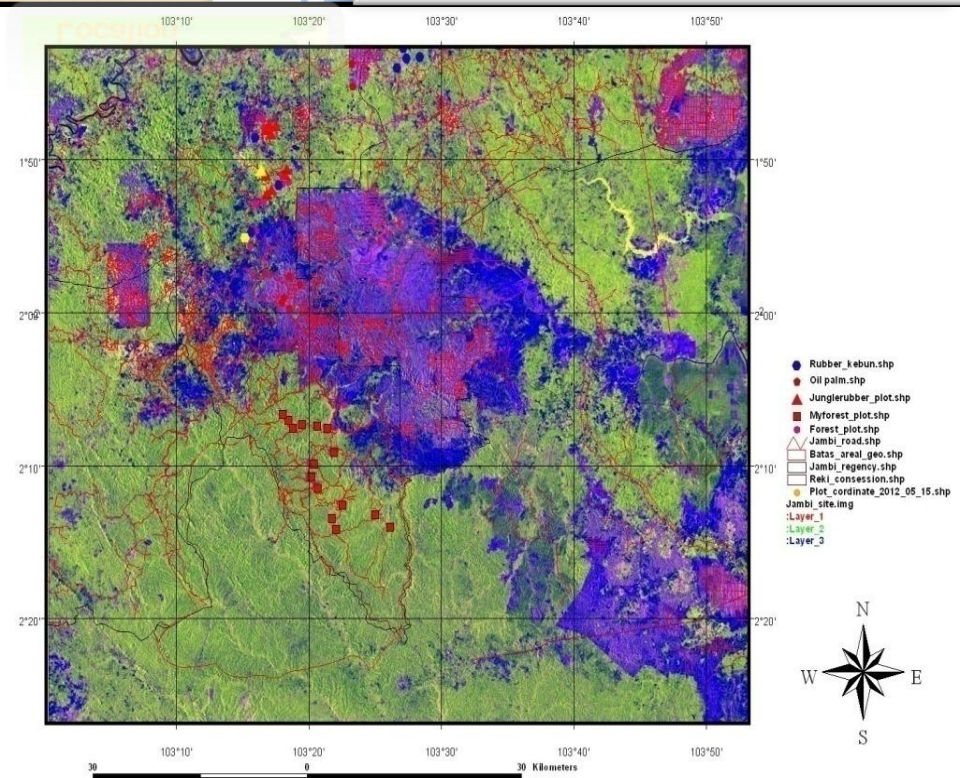 Location
103°10' 103°20' 103°30' 103°40' 103°50'
1°50' 1°50'
2°00' 2°00'
2°10' 2°10'
2°20' 2°20'
103°10' 103°20' 103°30' 103°40' 103°50'
Rubber_kebun.shp
Oil palm.shp
Junglerubber_plot.shp
Myforest_plot.shp
Forest_plot.shp
Jambi_road.shp
Batas_areal_geo.shp
Jambi_regency.shp
Reki_consession.shp
Plot_cordinate_2012_05_15.shp
Jambi_site.img
:Layer_1
:Layer_2
:Layer_3
N
W E
S
30 0 30 Kilometers